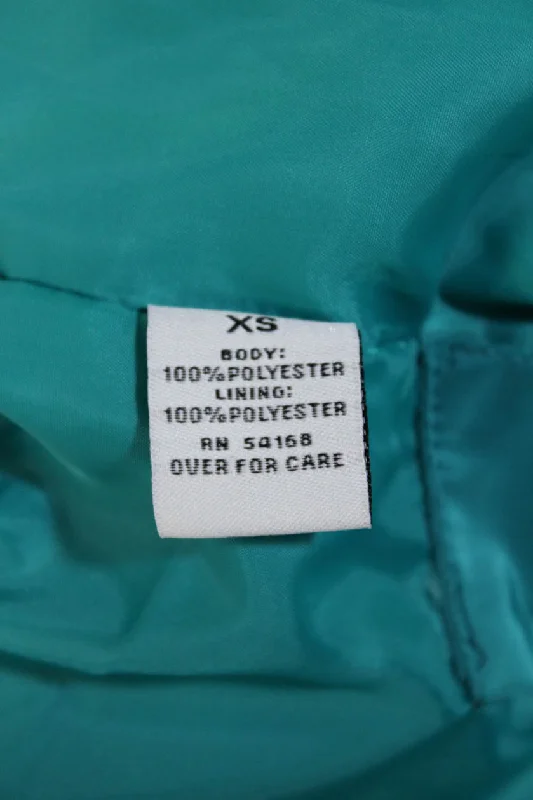 XS
BODY:
100%POLYESTER
LINING:
100%POLYESTER
RN 54168
OVER FOR CARE